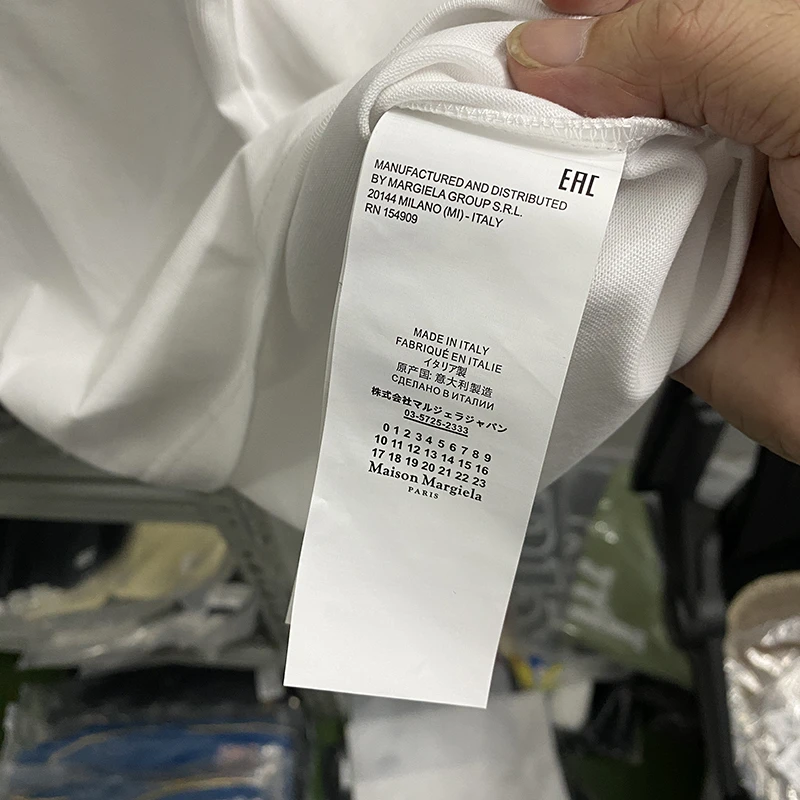 MANUFACTURED AND DISTRIBUTED
BY MARGIELA GROUP S.R.L.
20144 MILANO (MI) - ITALY
RN 154909
EAC
MADE IN ITALY
FABRIQUÉ EN ITALIE
イタリア製
原产国: 意大利製造
СДЕЛАНО В ИТАЛИИ
株式会社マルジェラジャパン
03-5725-2333
0 1 2 3 4 5 6 7 8 9
10 11 12 13 14 15 16
17 18 19 20 21 22 23
Maison Margiela
PARIS